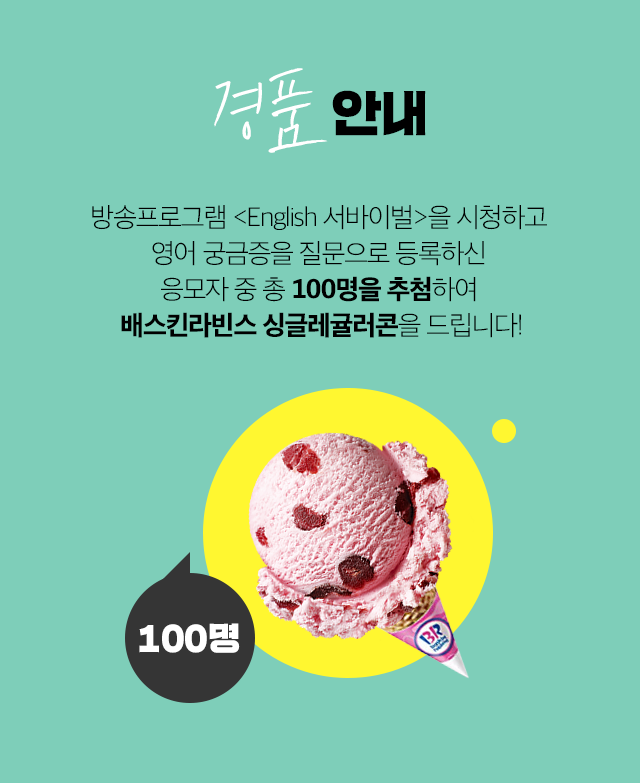 경품 안내
방송프로그램 <English 서바이벌>을 시청하고
영어 궁금증을 질문으로 등록하신
응모자 중 총 100명을 추첨하여
배스킨라빈스 싱글레귤러콘을 드립니다!
BR
100명